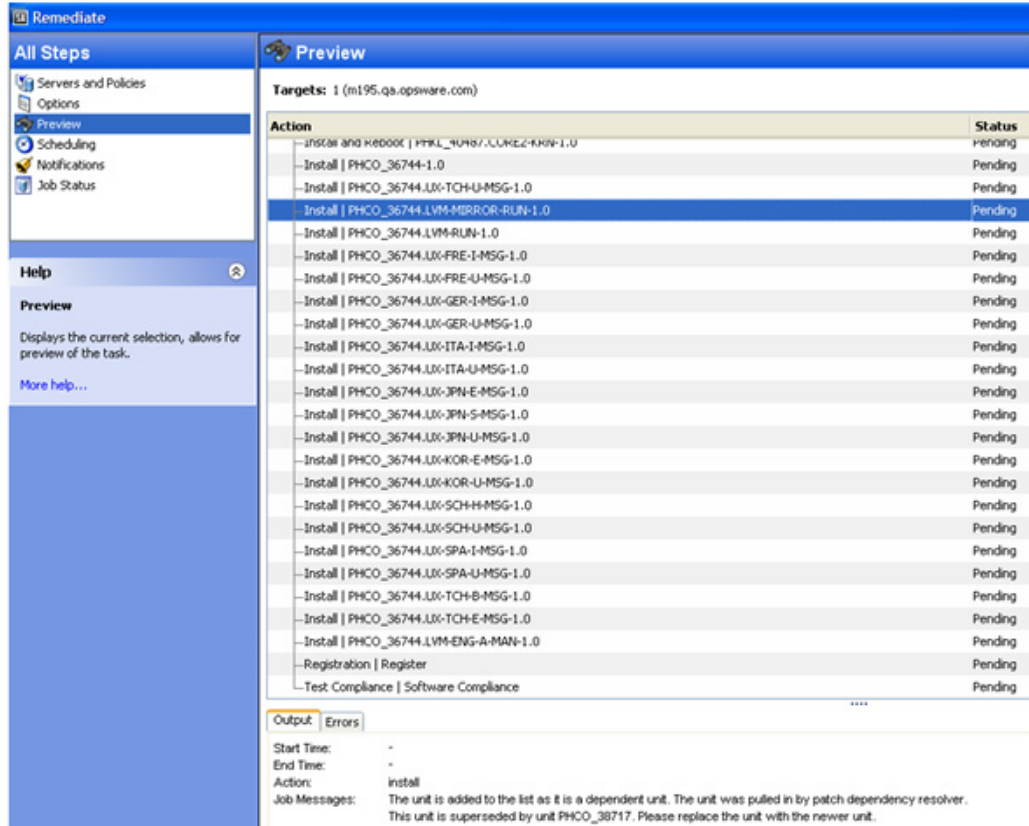 Remediate
All Steps
Servers and Policies
Options
Preview
Scheduling
Notifications
Job Status
Help
Preview
Displays the current selection, allows for
preview of the task.
More help...
Preview
Targets: 1 (m195.qa.opsware.com)
Action Status
Install and Reboot | PHKL_40487.CORE2-KRN-1.0 Pending
Install | PHCO_36744-1.0 Pending
Install | PHCO_36744.UX-TCH-U-MSG-1.0 Pending
Install | PHCO_36744.LVM-MIRROR-RUN-1.0 Pending
Install | PHCO_36744.LVM-RUN-1.0 Pending
Install | PHCO_36744.UX-FRE-I-MSG-1.0 Pending
Install | PHCO_36744.UX-FRE-U-MSG-1.0 Pending
Install | PHCO_36744.UX-GER-I-MSG-1.0 Pending
Install | PHCO_36744.UX-GER-U-MSG-1.0 Pending
Install | PHCO_36744.UX-ITA-I-MSG-1.0 Pending
Install | PHCO_36744.UX-ITA-U-MSG-1.0 Pending
Install | PHCO_36744.UX-JPN-E-MSG-1.0 Pending
Install | PHCO_36744.UX-JPN-S-MSG-1.0 Pending
Install | PHCO_36744.UX-JPN-U-MSG-1.0 Pending
Install | PHCO_36744.UX-KOR-E-MSG-1.0 Pending
Install | PHCO_36744.UX-KOR-U-MSG-1.0 Pending
Install | PHCO_36744.UX-SCH-H-MSG-1.0 Pending
Install | PHCO_36744.UX-SCH-U-MSG-1.0 Pending
Install | PHCO_36744.UX-SPA-I-MSG-1.0 Pending
Install | PHCO_36744.UX-SPA-U-MSG-1.0 Pending
Install | PHCO_36744.UX-TCH-B-MSG-1.0 Pending
Install | PHCO_36744.UX-TCH-E-MSG-1.0 Pending
Install | PHCO_36744.LVM-ENG-A-MAN-1.0 Pending
Registration | Register Pending
Test Compliance | Software Compliance Pending
Output Errors
Start Time: -
End Time: -
Action: install
Job Messages: The unit is added to the list as it is a dependent unit. The unit was pulled in by patch dependency resolver.
This unit is superseded by unit PHCO_38717. Please replace the unit with the newer unit.